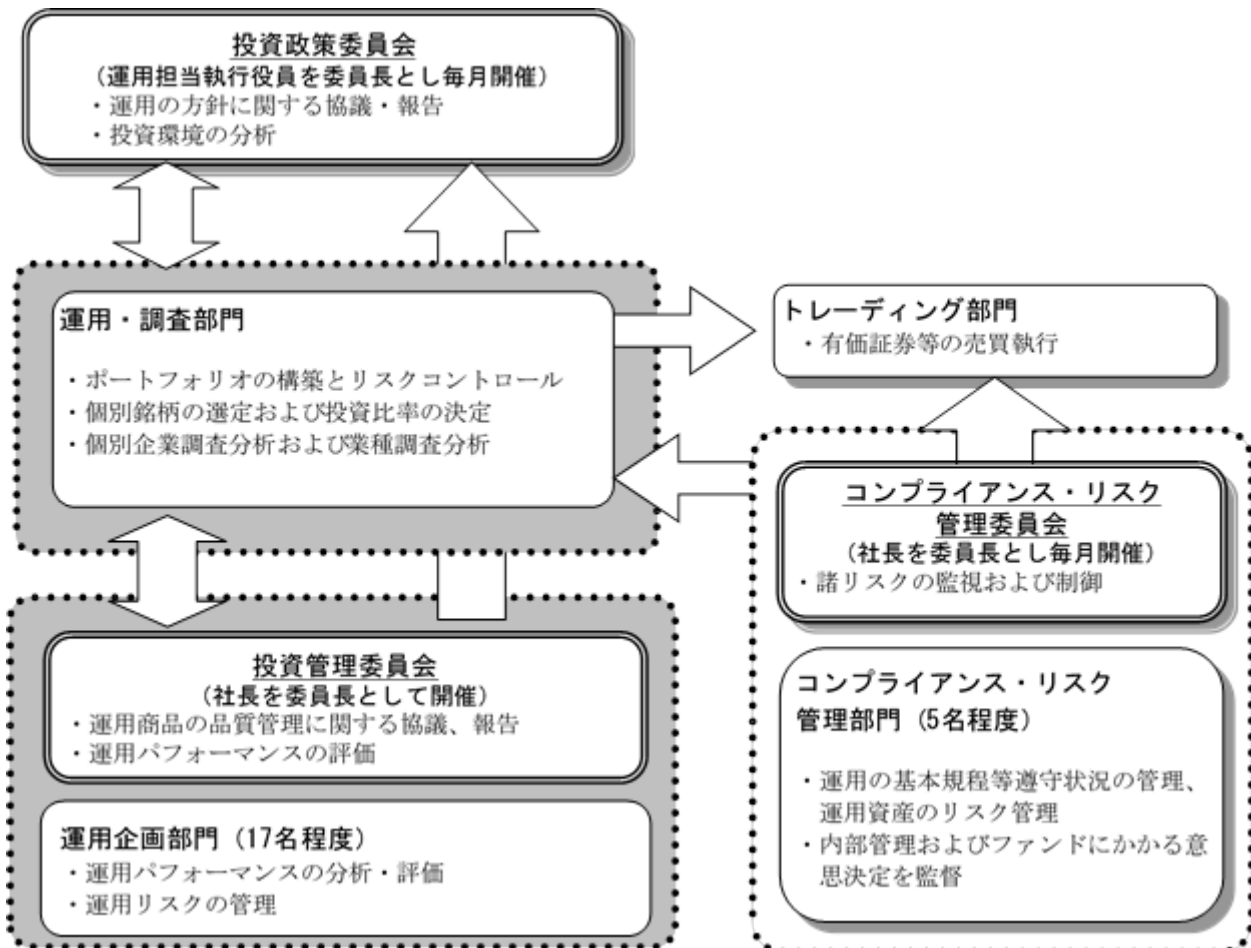 投資政策委員会
(運用担当執行役員を委員長とし毎月開催)
・運用の方針に関する協議・報告
・投資環境の分析
運用・調査部門
・ポートフォリオの構築とリスクコントロール
・個別銘柄の選定および投資比率の決定
・個別企業調査分析および業種調査分析
トレーディング部門
・有価証券等の売買執行
コンプライアンス・リスク
管理委員会
(社長を委員長とし毎月開催)
・諸リスクの監視および制御
投資管理委員会
(社長を委員長として開催)
・運用商品の品質管理に関する協議、報告
・運用パフォーマンスの評価
運用企画部門(17名程度)
・運用パフォーマンスの分析・評価
・運用リスクの管理
コンプライアンス・リスク
管理部門(5名程度)
・運用の基本規程等遵守状況の管理、
運用資産のリスク管理
・内部管理およびファンドにかかる意
思決定を監督